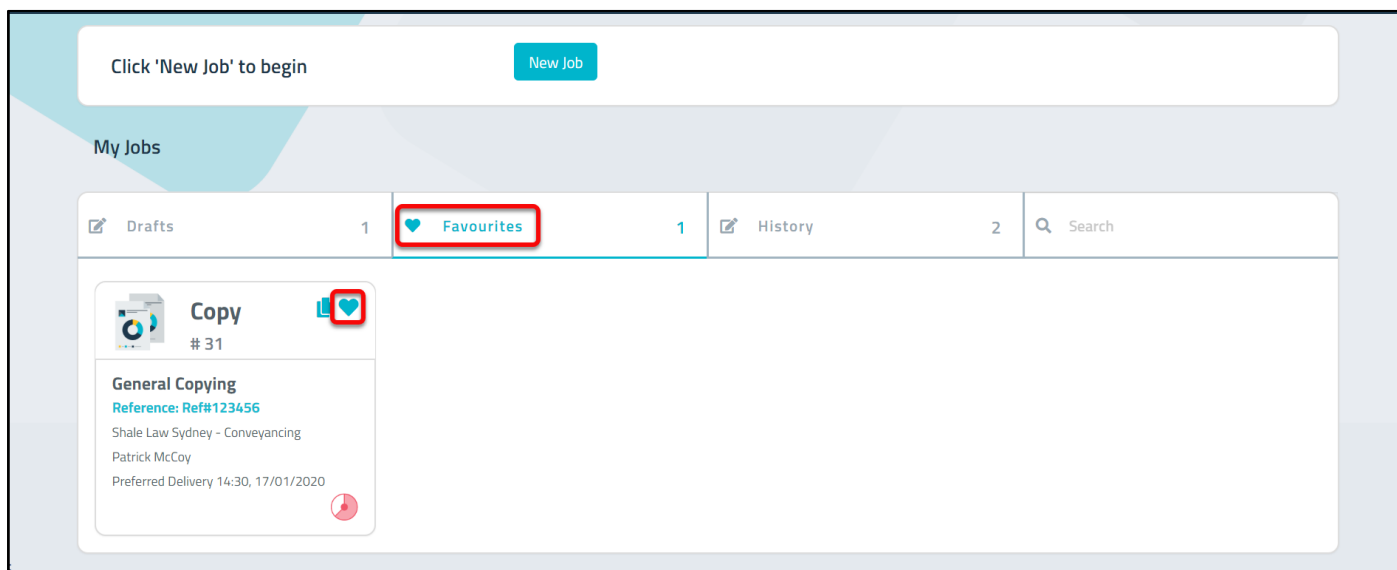 Click 'New Job' to begin
New Job
My Jobs
Drafts 1
Favourites 1
History 2
Search
Copy
# 31
General Copying
Reference: Ref#123456
Shale Law Sydney - Conveyancing
Patrick McCoy
Preferred Delivery 14:30, 17/01/2020